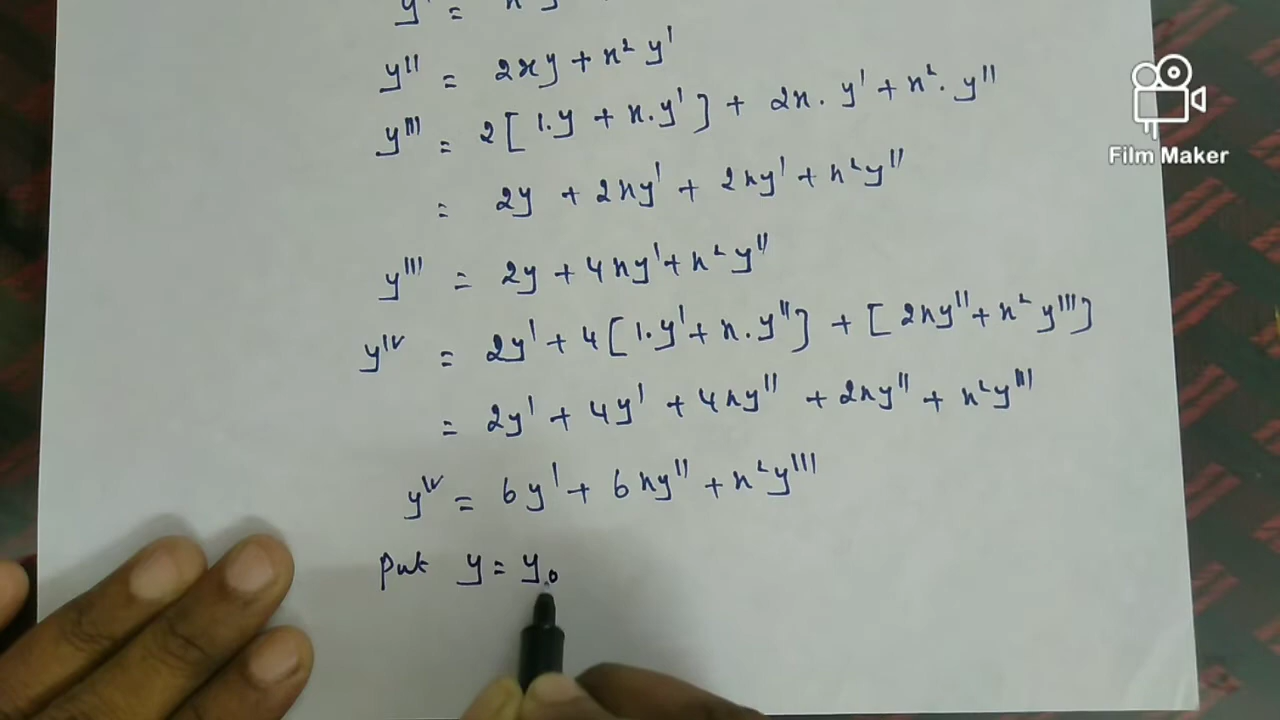 y'' = 2xy + x² y'
y''' = 2[1.y + x.y'] + 2x. y' + x². y''
= 2y + 2xy' + 2xy' + x²y''
y''' = 2y + 4xy' + x²y''
y^IV = 2y' + 4[1.y' + x.y''] + [2xy'' + x²y''']
= 2y' + 4y' + 4xy'' + 2xy'' + x²y'''
y^IV = 6y' + 6xy'' + x²y'''
Put y = y₀
Film Maker